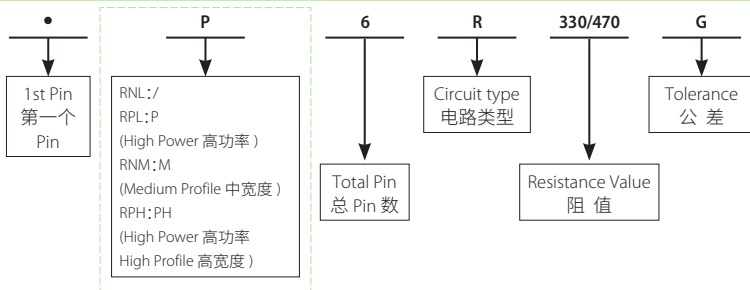 • P 6 R 330/470 G
1st Pin
第一个
Pin
RNL:/
RPL:P
(High Power 高功率 )
RNM:M
(Medium Profile 中宽度 )
RPH:PH
(High Power 高功率
High Profile 高宽度 )
Total Pin
总 Pin 数
Circuit type
电路类型
Resistance Value
阻 值
Tolerance
公 差